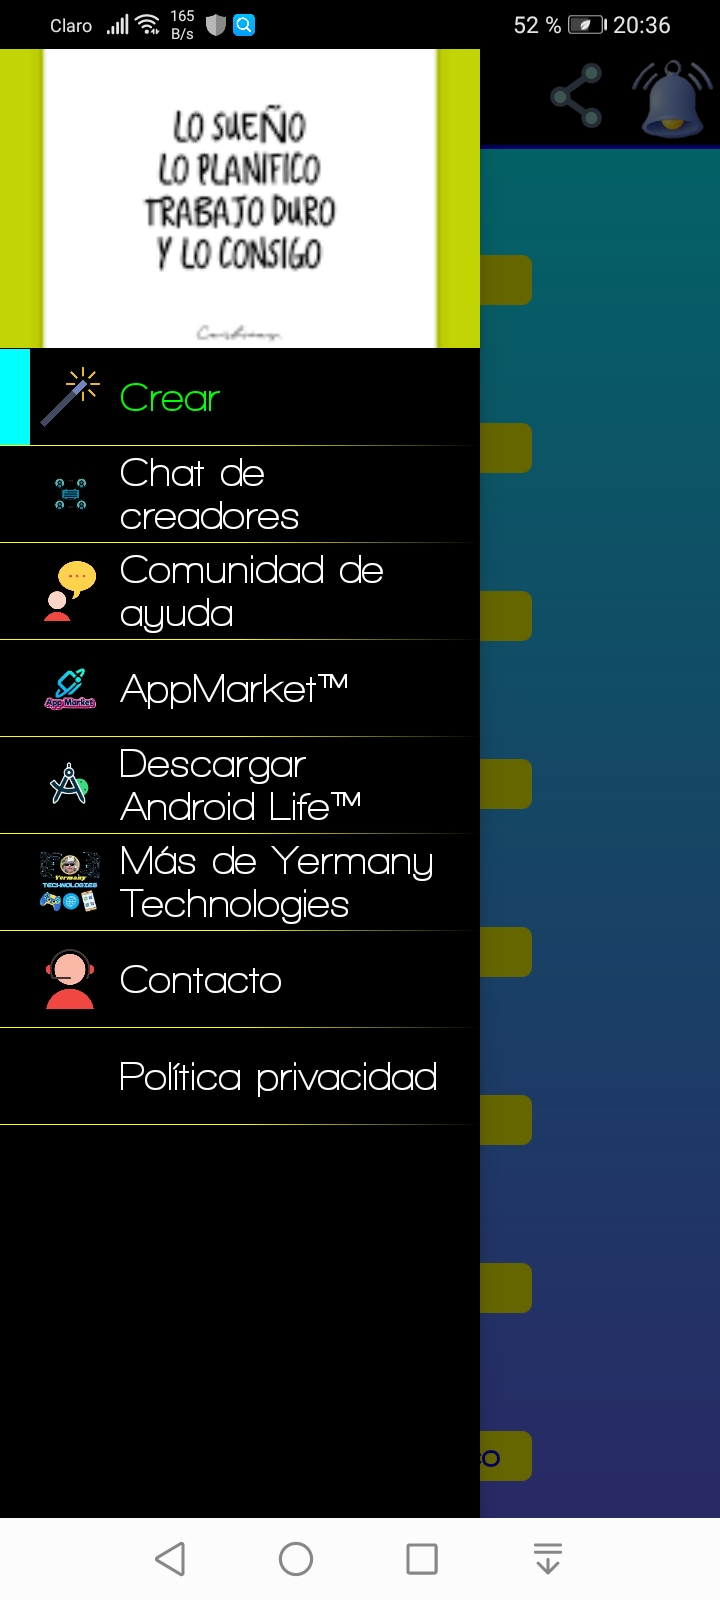 Claro 165 B/s 52 % 20:36
LO SUEÑO
LO PLANIFICO
TRABAJO DURO
Y LO CONSIGO
Crear
Chat de
creadores
Comunidad de
ayuda
App Market
AppMarket™
Descargar
Android Life™
Yermany
TECHNOLOGIES
Más de Yermany
Technologies
Contacto
Política privacidad
co